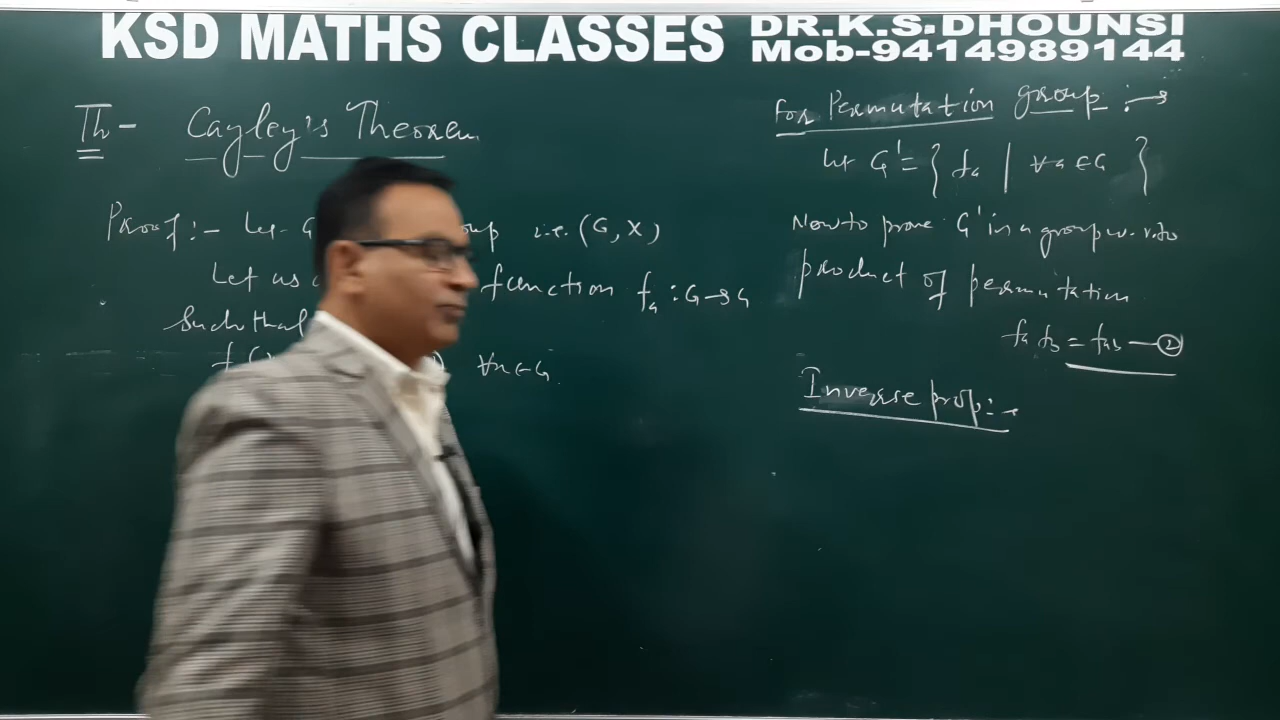 KSD MATHS CLASSES
DR.K.S.DHOUNSI
Mob-9414989144
Th- Cayley's Theorem
Proof:- Let G oup i.e. (G, X)
Let us function fa : G→G
Such that
∀x∈G
For Permutation group :→
let G' = { fa | ∀a∈G }
Now to prove G' is a group w.r. to
product of permutation
fa fb = fab —②
Inverse prop:→